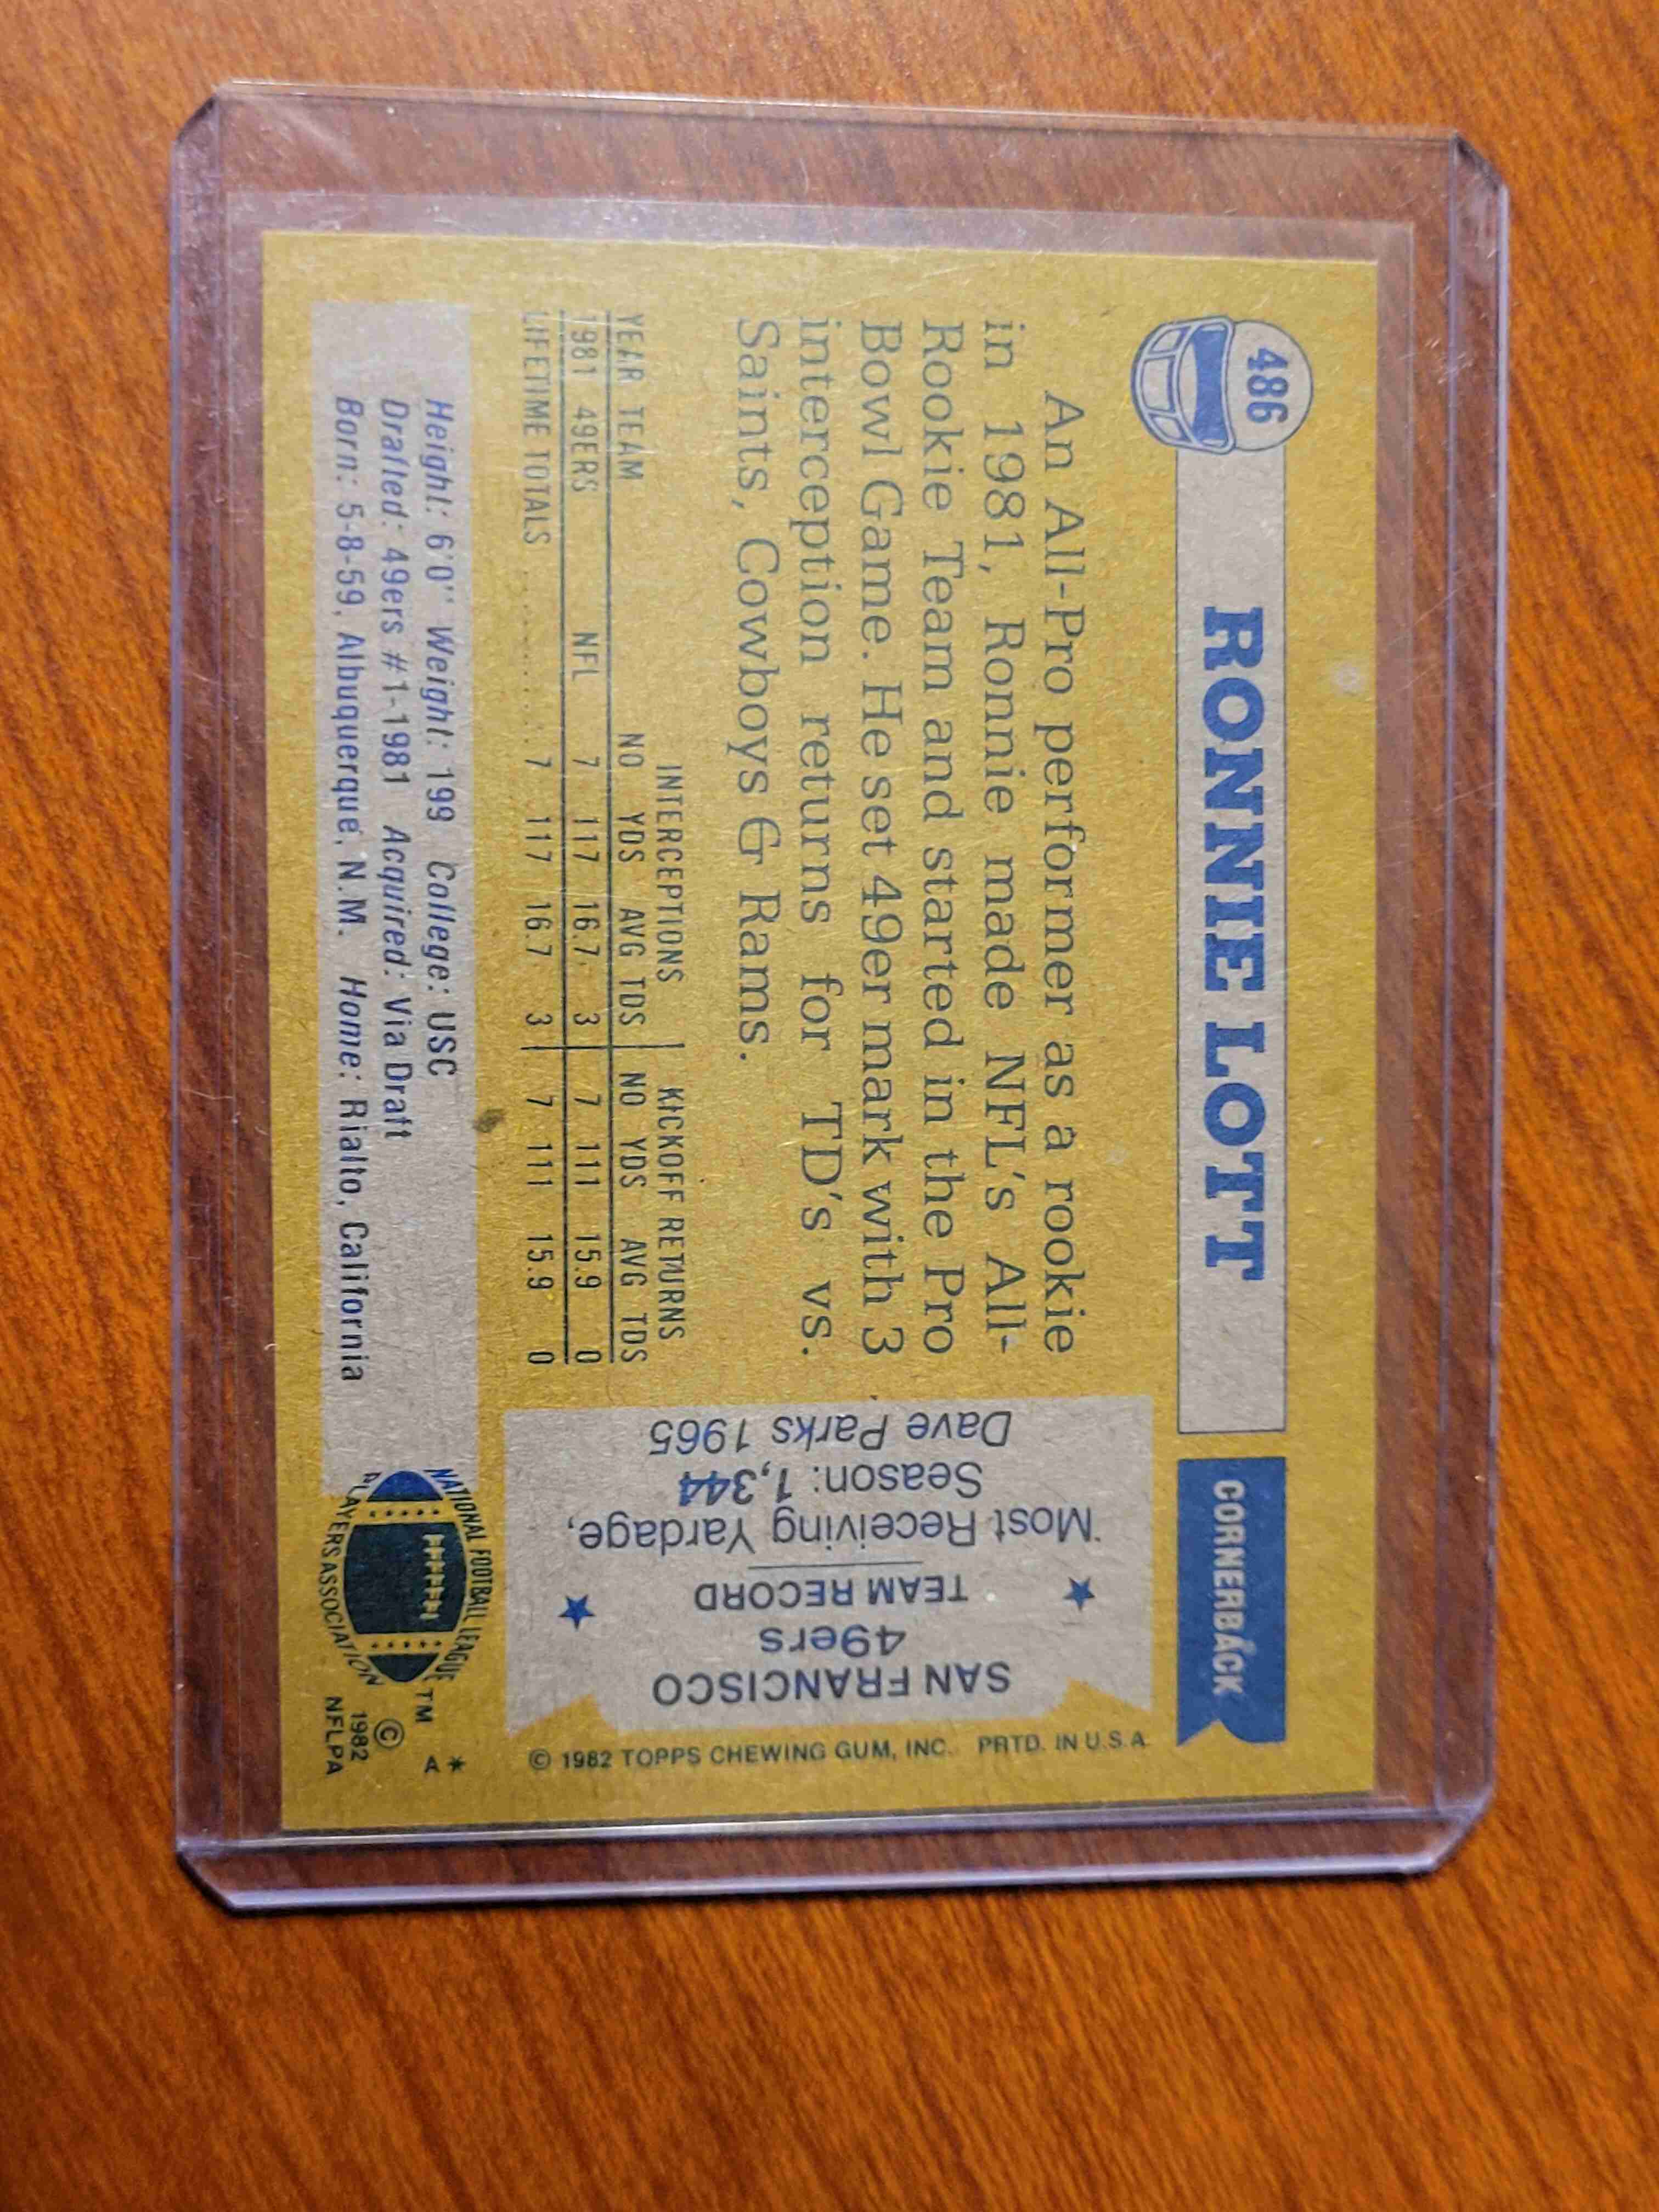 486
RONNIE LOTT
CORNERBACK
An All-Pro performer as a rookie
in 1981, Ronnie made NFL's All-
Rookie Team and started in the Pro
Bowl Game. He set 49er mark with 3
interception returns for TD's vs.
Saints, Cowboys & Rams.
INTERCEPTIONS KICKOFF RETURNS
YEAR TEAM NO YDS AVG TDS NO YDS AVG TDS
1981 49ERS NFL 7 117 16.7 3 7 111 15.9 0
LIFETIME TOTALS .......... 7 117 16.7 3 7 111 15.9 0
Height: 6'0" Weight: 199 College: USC
Drafted: 49ers #1-1981 Acquired: Via Draft
Born: 5-8-59, Albuquerque, N.M. Home: Rialto, California
SAN FRANCISCO
49ers
TEAM RECORD
Most Receiving Yardage,
Season: 1,344
Dave Parks 1965
© 1982 TOPPS CHEWING GUM, INC. PRTD. IN U.S.A.
NATIONAL FOOTBALL LEAGUE
PLAYERS ASSOCIATION
TM
A*
©
1982
NFLPA